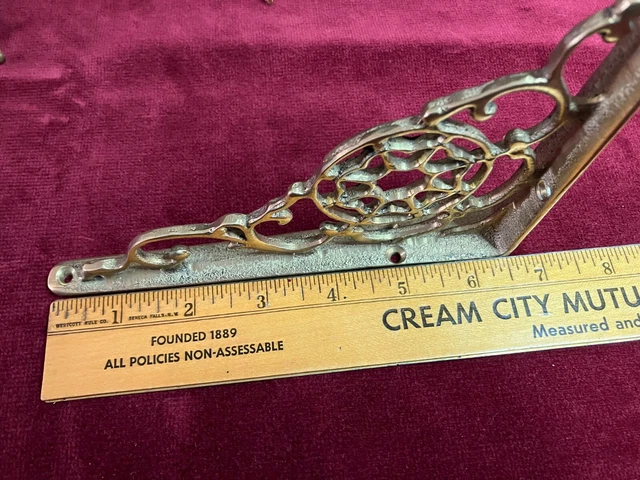 1 2 3 4 5 6 7 8
WESTCOTT RULE CO. SENECA FALLS, N.Y.
FOUNDED 1889
ALL POLICIES NON-ASSESSABLE
CREAM CITY MUTU
Measured and